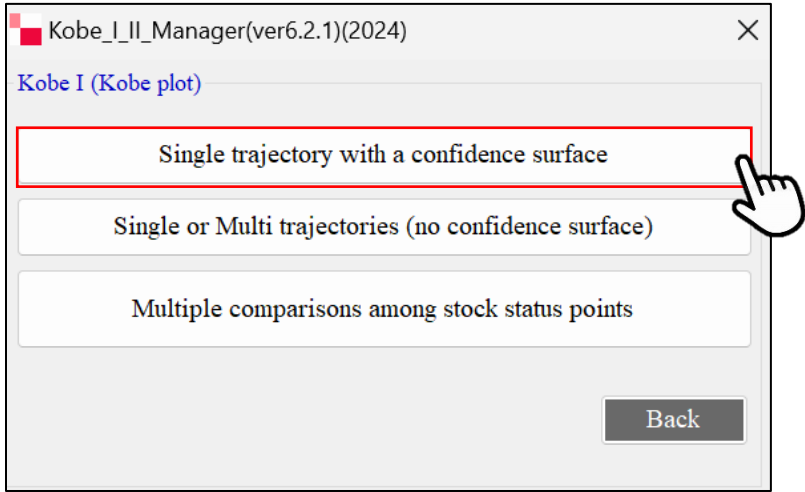 Kobe_I_II_Manager(ver6.2.1)(2024)
Kobe I (Kobe plot)
Single trajectory with a confidence surface
Single or Multi trajectories (no confidence surface)
Multiple comparisons among stock status points
Back